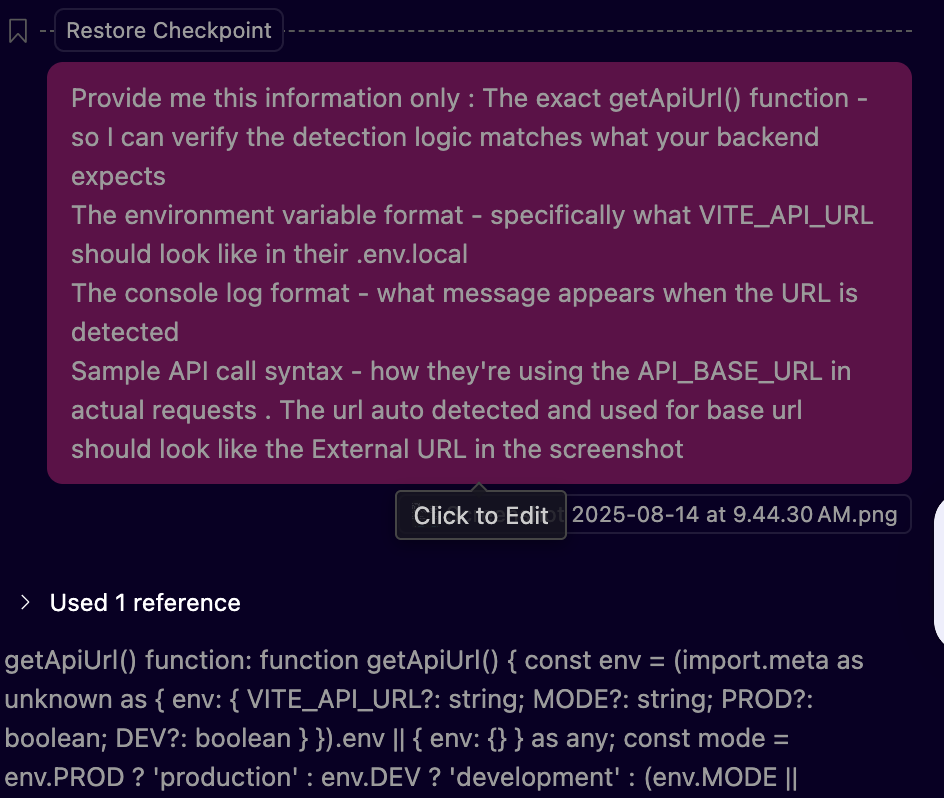 Restore Checkpoint
Provide me this information only : The exact getApiUrl() function -
so I can verify the detection logic matches what your backend
expects
The environment variable format - specifically what VITE_API_URL
should look like in their .env.local
The console log format - what message appears when the URL is
detected
Sample API call syntax - how they're using the API_BASE_URL in
actual requests . The url auto detected and used for base url
should look like the External URL in the screenshot
Click to Edit 2025-08-14 at 9.44.30 AM.png
Used 1 reference
getApiUrl() function: function getApiUrl() { const env = (import.meta as
unknown as { env: { VITE_API_URL?: string; MODE?: string; PROD?:
boolean; DEV?: boolean } }).env || { env: {} } as any; const mode =
env.PROD ? 'production' : env.DEV ? 'development' : (env.MODE ||